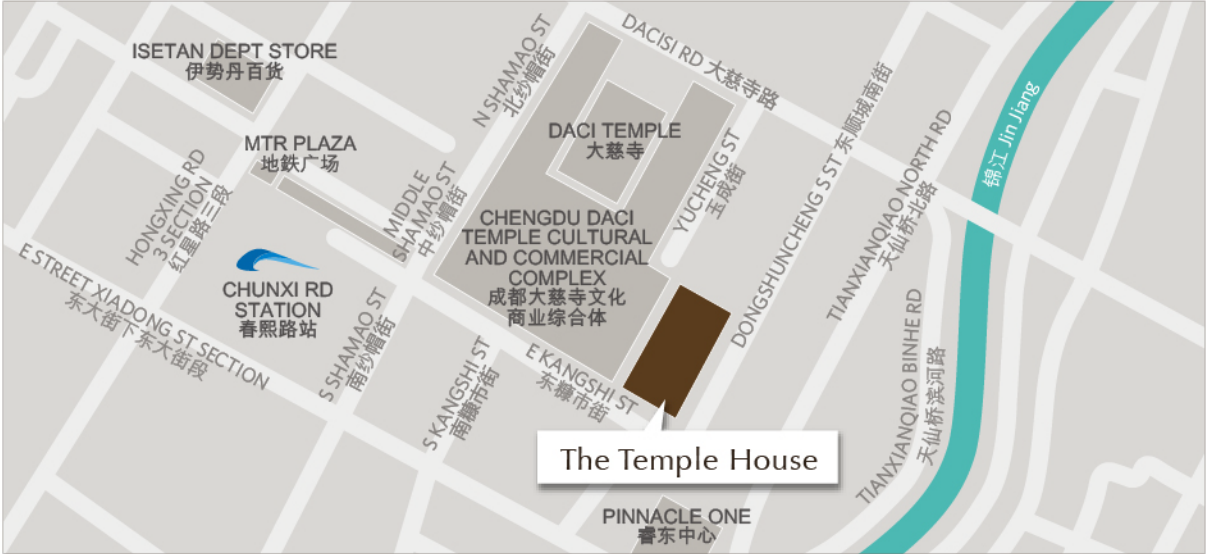 ISETAN DEPT STORE
伊势丹百货
MTR PLAZA
地鉄广场
HONGXING RD
3 SECTION
红星路三段
CHUNXI RD
STATION
春熙路站
E STREET XIADONG ST SECTION
东大街下东大街段
N SHAMAO ST
北纱帽街
MIDDLE
SHAMAO ST
中纱帽街
S SHAMAO ST
南纱帽街
DACISI RD 大慈寺路
DACI TEMPLE
大慈寺
YUCHENG ST
玉成街
CHENGDU DACI
TEMPLE CULTURAL
AND COMMERCIAL
COMPLEX
成都大慈寺文化
商业综合体
E KANGSHI ST
东糠市街
S KANGSHI ST
南糠市街
DONGSHUNCHENG S ST 东顺城南街
TIANXIANQIAO NORTH RD
天仙桥北路
TIANXIANQIAO BINHE RD
天仙桥滨河路
锦江 Jin Jiang
The Temple House
PINNACLE ONE
睿东中心